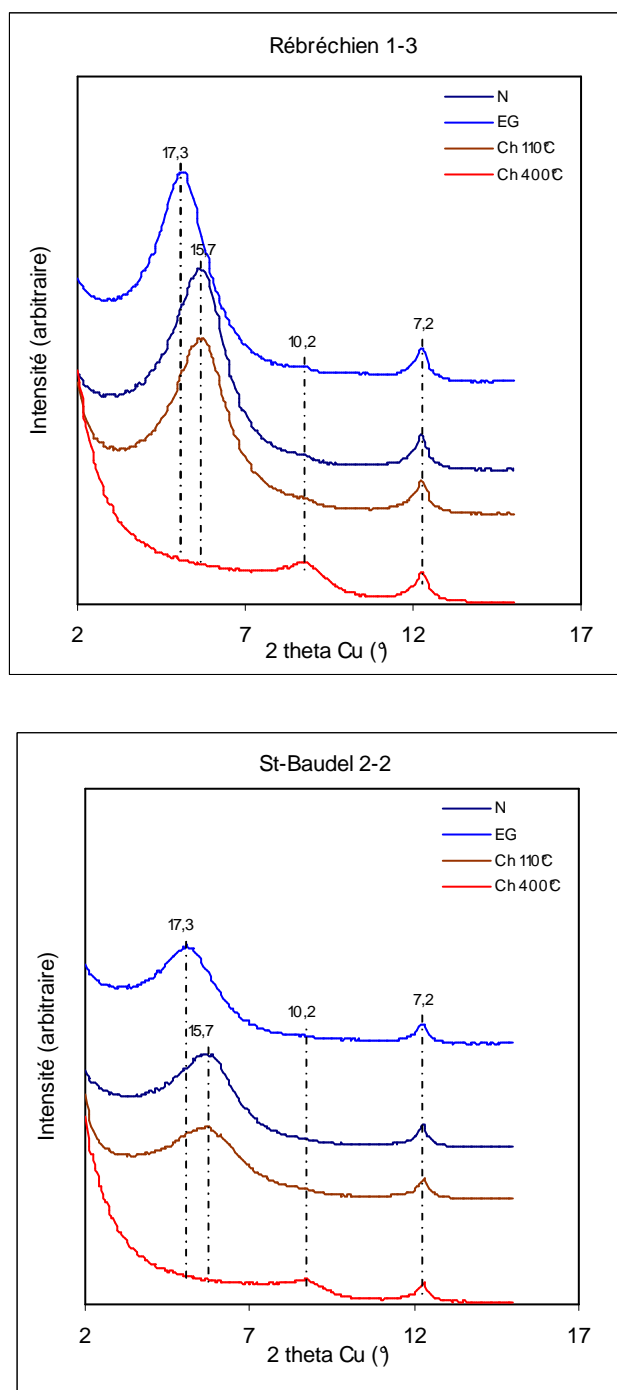 Rébréchien 1-3
N
EG
Ch 110°C
Ch 400°C
17,3
15,7
10,2
7,2
Intensité (arbitraire)
2 7 12 17
2 theta Cu (°)
St-Baudel 2-2
N
EG
Ch 110°C
Ch 400°C
17,3
15,7
10,2
7,2
Intensité (arbitraire)
2 7 12 17
2 theta Cu (°)